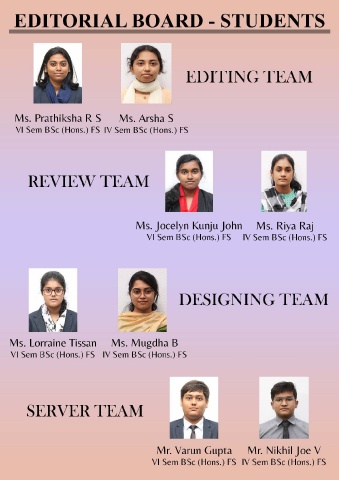 EDITORIAL BOARD - STUDENTS
EDITING TEAM
Ms. Prathiksha R S
VI Sem BSc (Hons.) FS
Ms. Arsha S
IV Sem BSc (Hons.) FS
REVIEW TEAM
Ms. Jocelyn Kunju John
VI Sem BSc (Hons.) FS
Ms. Riya Raj
IV Sem BSc (Hons.) FS
DESIGNING TEAM
Ms. Lorraine Tissan
VI Sem BSc (Hons.) FS
Ms. Mugdha B
IV Sem BSc (Hons.) FS
SERVER TEAM
Mr. Varun Gupta
VI Sem BSc (Hons.) FS
Mr. Nikhil Joe V
IV Sem BSc (Hons.) FS